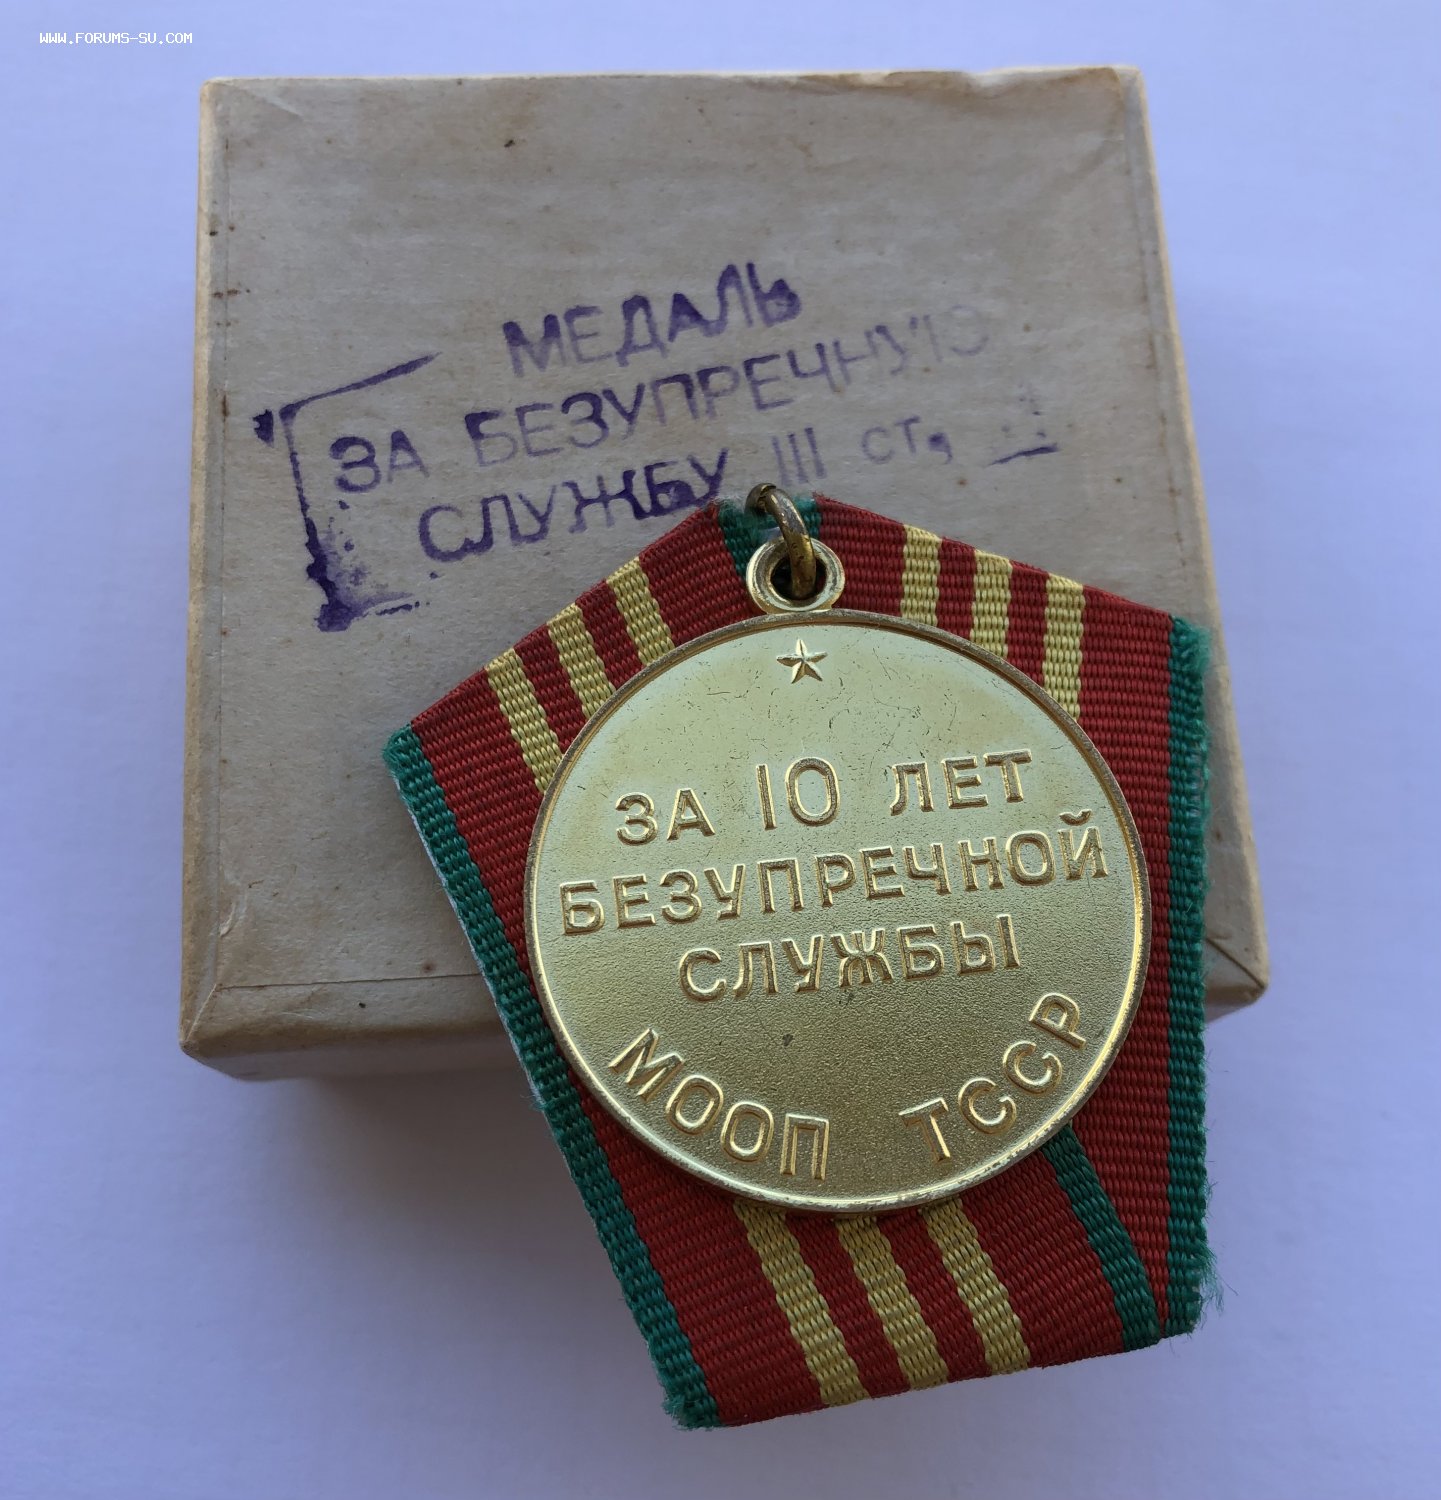 WWW.FORUMS-SU.COM
МЕДАЛЬ
ЗА БЕЗУПРЕЧНУЮ
СЛУЖБУ III ст,
ЗА 10 ЛЕТ
БЕЗУПРЕЧНОЙ
СЛУЖБЫ
МООП ТССР